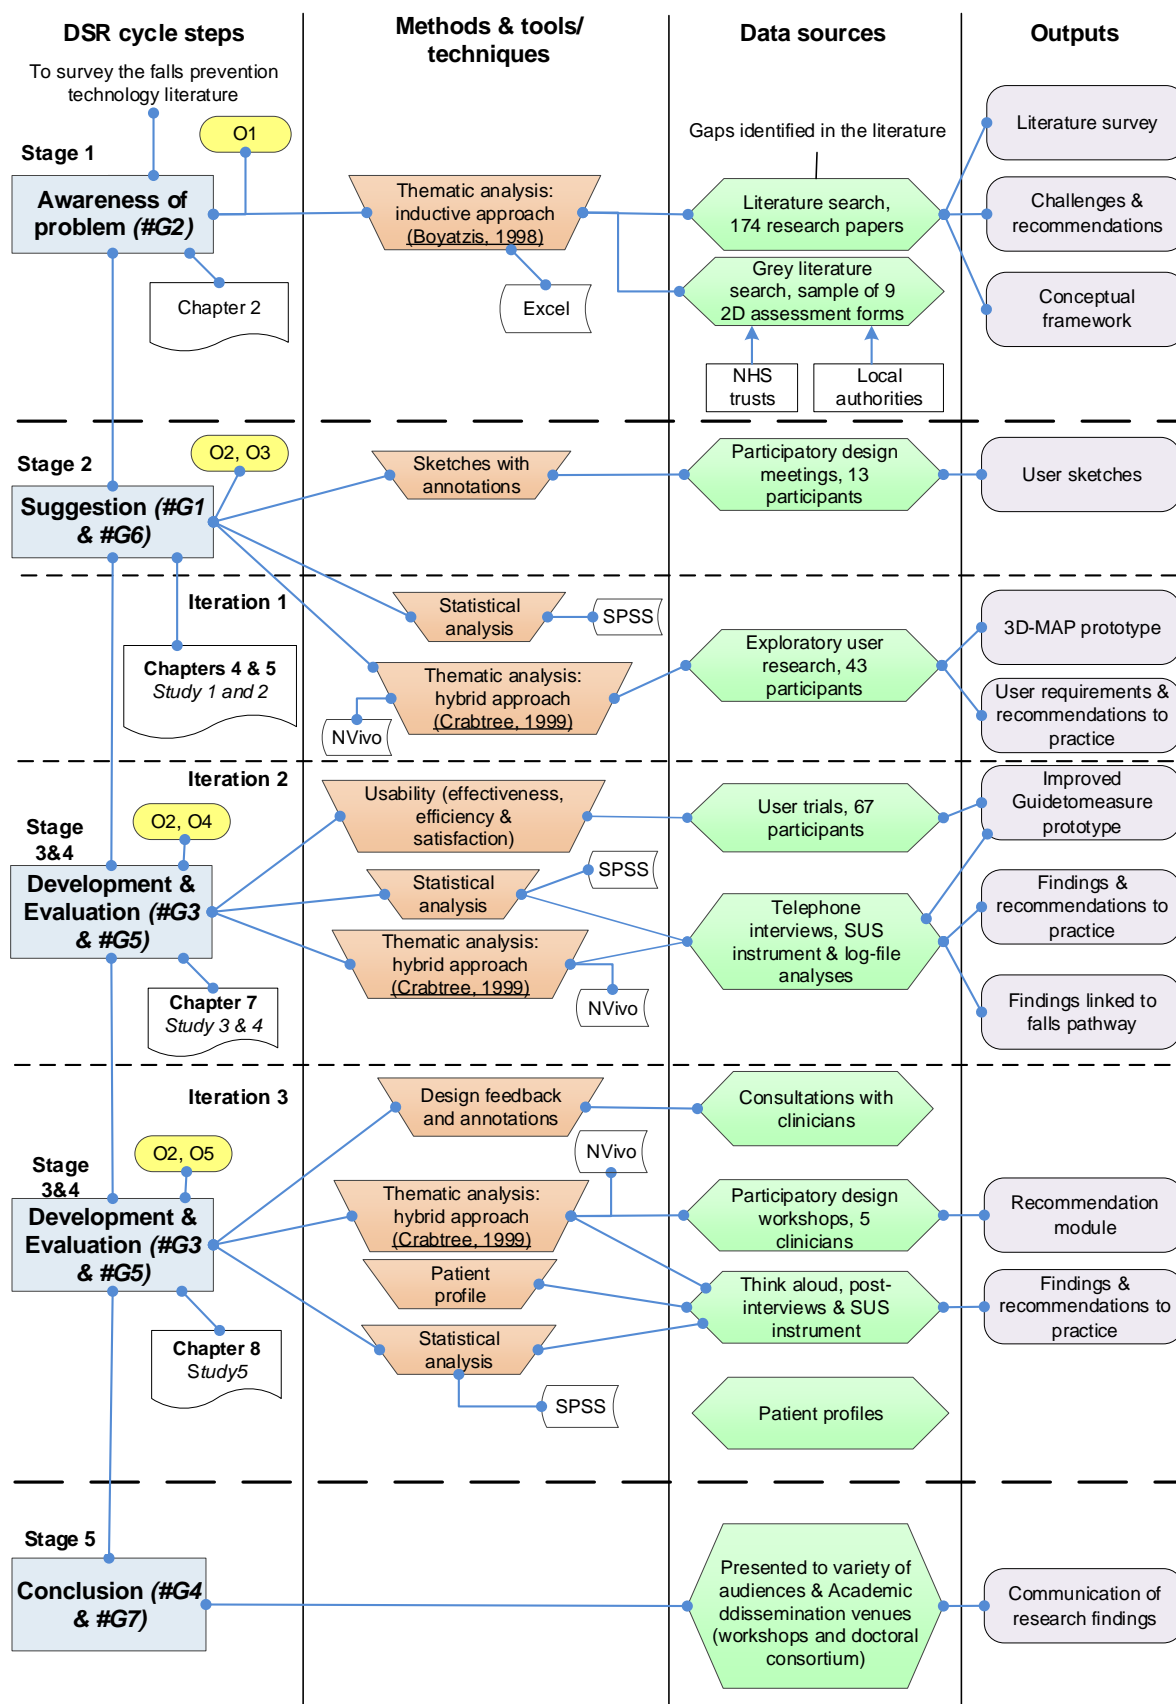 DSR cycle steps
Methods & tools/
techniques
Data sources
Outputs
To survey the falls prevention
technology literature
O1
Stage 1
Awareness of
problem (#G2)
Chapter 2
Thematic analysis:
inductive approach
(Boyatzis, 1998)
Excel
Gaps identified in the literature
Literature search,
174 research papers
Grey literature
search, sample of 9
2D assessment forms
NHS
trusts
Local
authorities
Literature survey
Challenges &
recommendations
Conceptual
framework
Stage 2
O2, O3
Suggestion (#G1
& #G6)
Sketches with
annotations
Participatory design
meetings, 13
participants
User sketches
Iteration 1
Chapters 4 & 5
Study 1 and 2
Statistical
analysis
SPSS
Thematic analysis:
hybrid approach
(Crabtree, 1999)
NVivo
Exploratory user
research, 43
participants
3D-MAP prototype
User requirements &
recommendations to
practice
Iteration 2
Stage
3&4
O2, O4
Development &
Evaluation (#G3
& #G5)
Chapter 7
Study 3 & 4
Usability (effectiveness,
efficiency &
satisfaction)
Statistical
analysis
SPSS
Thematic analysis:
hybrid approach
(Crabtree, 1999)
NVivo
User trials, 67
participants
Telephone
interviews, SUS
instrument & log-file
analyses
Improved
Guidetomeasure
prototype
Findings &
recommendations to
practice
Findings linked to
falls pathway
Iteration 3
Stage
3&4
O2, O5
Development &
Evaluation (#G3
& #G5)
Chapter 8
Study5
Design feedback
and annotations
NVivo
Thematic analysis:
hybrid approach
(Crabtree, 1999)
Patient
profile
Statistical
analysis
SPSS
Consultations with
clinicians
Participatory design
workshops, 5
clinicians
Think aloud, post-
interviews & SUS
instrument
Patient profiles
Recommendation
module
Findings &
recommendations to
practice
Stage 5
Conclusion (#G4
& #G7)
Presented to variety of
audiences & Academic
ddissemination venues
(workshops and doctoral
consortium)
Communication of
research findings